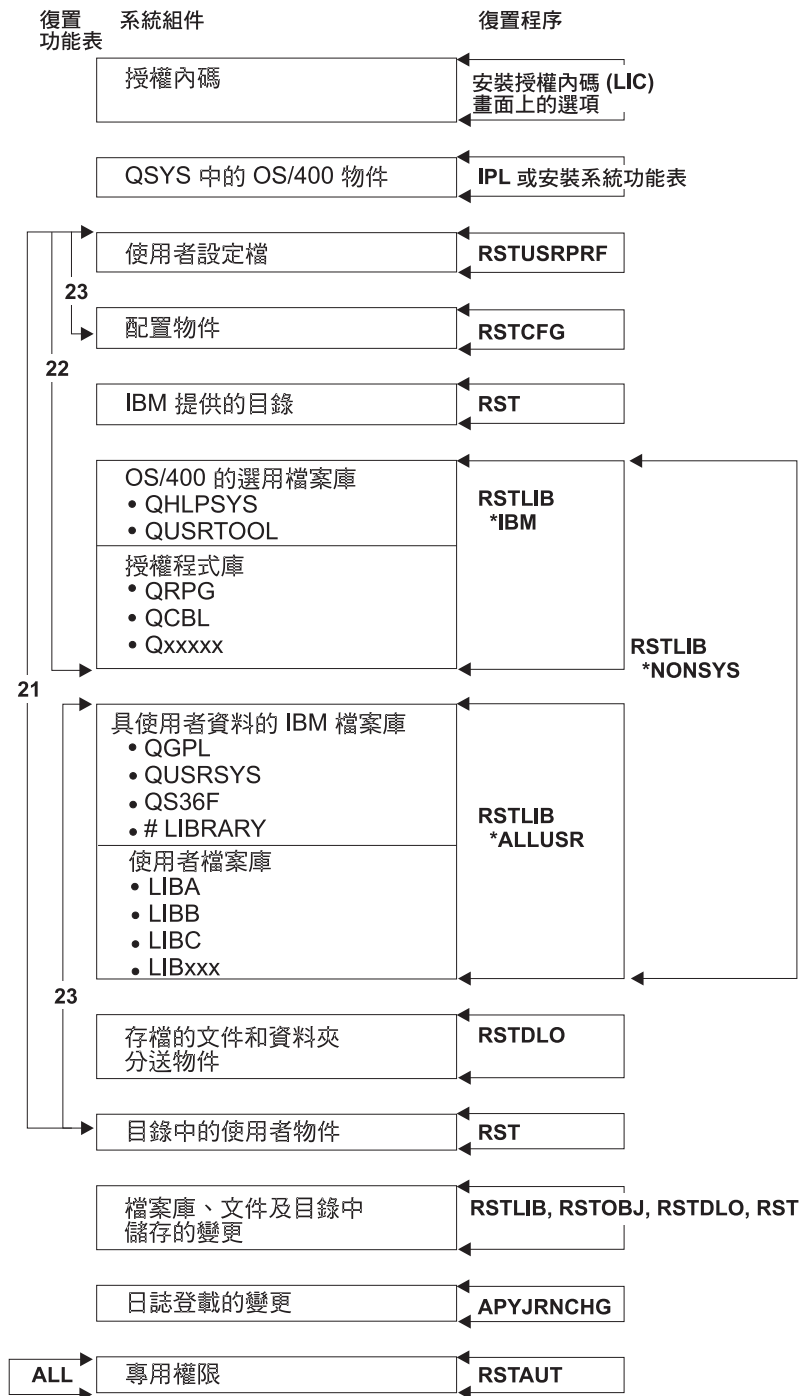 復置
功能表
系統組件
復置程序
授權內碼
安裝授權內碼 (LIC)
畫面上的選項
QSYS 中的 OS/400 物件
IPL 或安裝系統功能表
使用者設定檔
RSTUSRPRF
23
配置物件
RSTCFG
22
IBM 提供的目錄
RST
OS/400 的選用檔案庫
• QHLPSYS
• QUSRTOOL
RSTLIB
*IBM
授權程式庫
• QRPG
• QCBL
• Qxxxxx
RSTLIB
*NONSYS
21
具使用者資料的 IBM 檔案庫
• QGPL
• QUSRSYS
• QS36F
• # LIBRARY
RSTLIB
*ALLUSR
使用者檔案庫
• LIBA
• LIBB
• LIBC
• LIBxxx
23
存檔的文件和資料夾
分送物件
RSTDLO
目錄中的使用者物件
RST
檔案庫、文件及目錄中
儲存的變更
RSTLIB, RSTOBJ, RSTDLO, RST
日誌登載的變更
APYJRNCHG
ALL
專用權限
RSTAUT